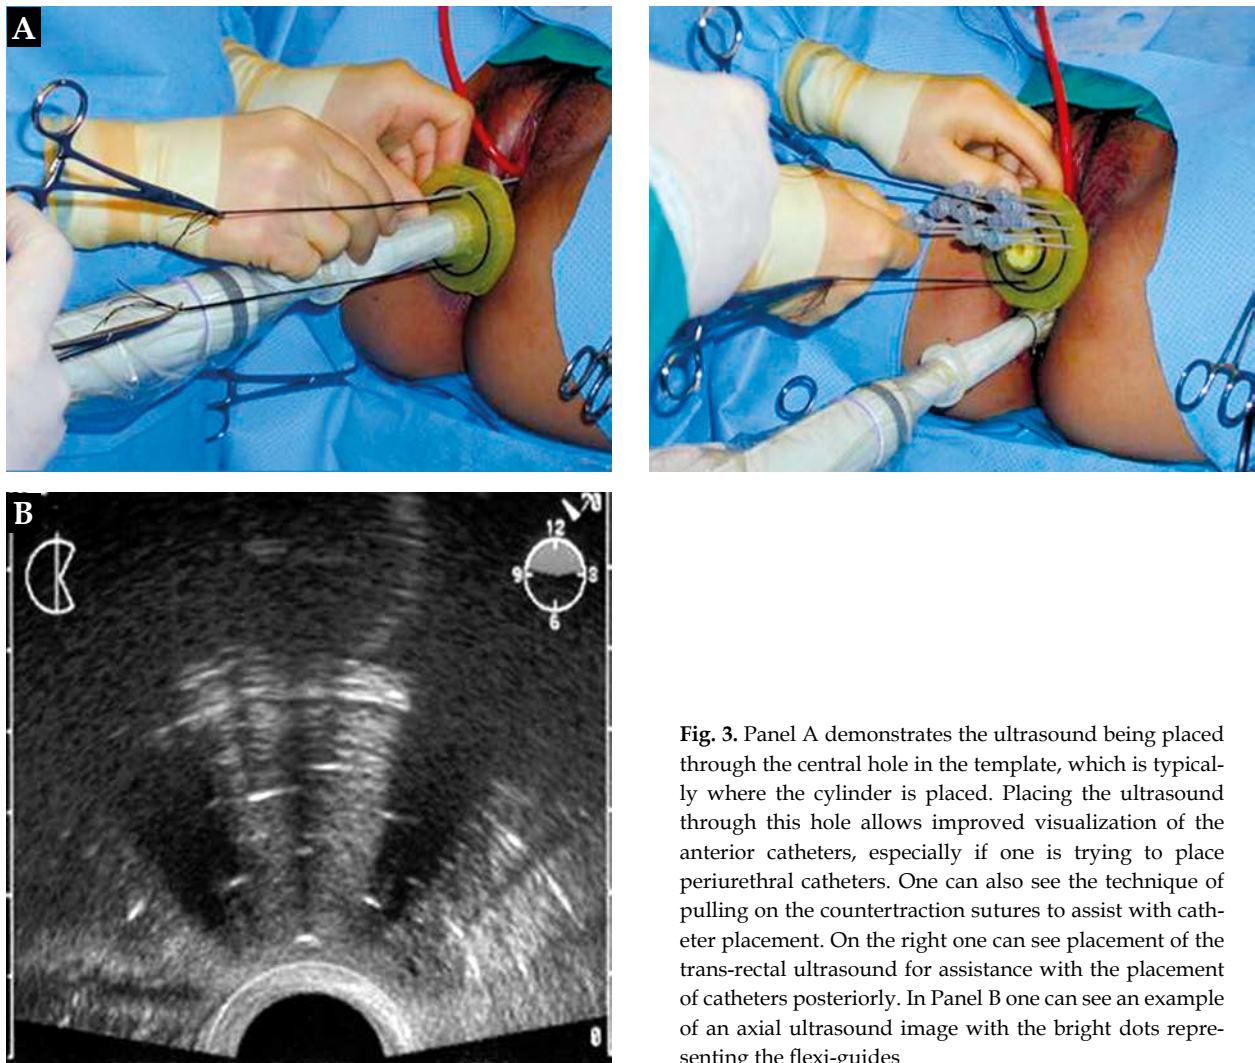 A
B
70
12
9
3
6
0
Fig. 3. Panel A demonstrates the ultrasound being placed
through the central hole in the template, which is typical-
ly where the cylinder is placed. Placing the ultrasound
through this hole allows improved visualization of the
anterior catheters, especially if one is trying to place
periurethral catheters. One can also see the technique of
pulling on the countertraction sutures to assist with cath-
eter placement. On the right one can see placement of the
trans-rectal ultrasound for assistance with the placement
of catheters posteriorly. In Panel B one can see an example
of an axial ultrasound image with the bright dots repre-
senting the flexi-guides